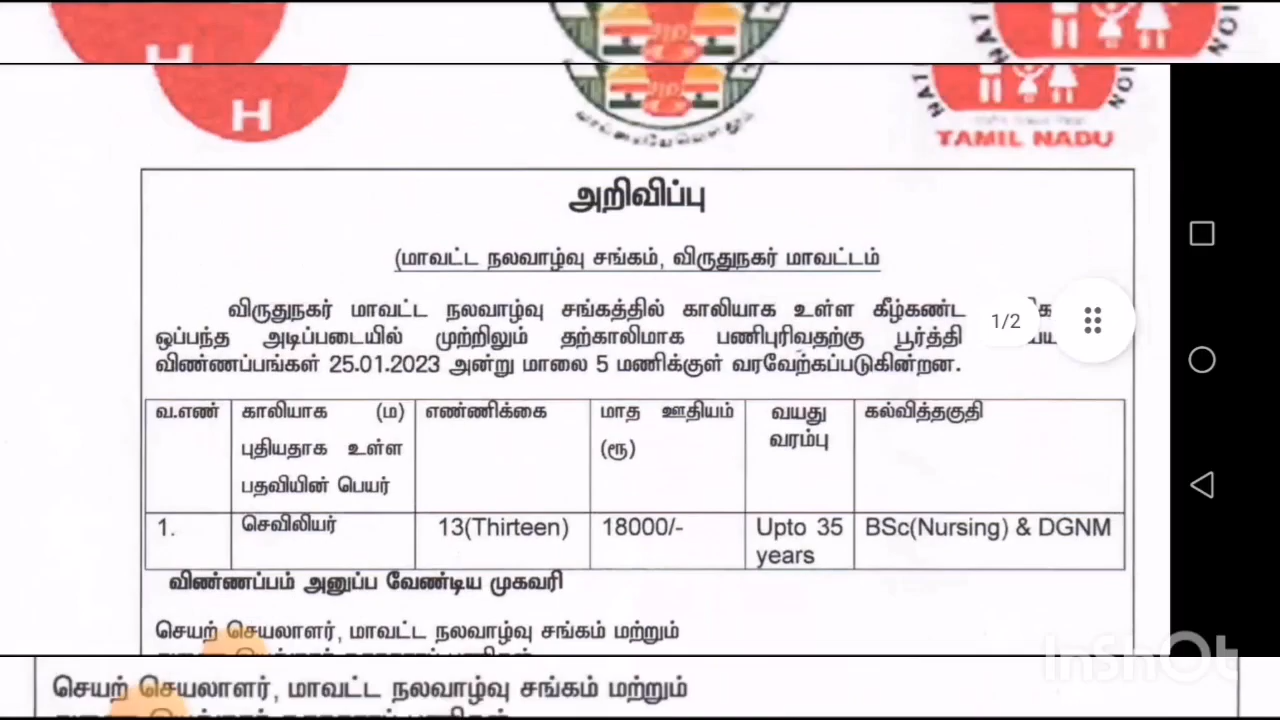 H
H
TAMIL NADU
அறிவிப்பு
(மாவட்ட நலவாழ்வு சங்கம், விருதுநகர் மாவட்டம்
விருதுநகர் மாவட்ட நலவாழ்வு சங்கத்தில் காலியாக உள்ள கீழ்கண்ட
ஒப்பந்த அடிப்படையில் முற்றிலும் தற்காலிமாக பணிபுரிவதற்கு பூர்த்தி
விண்ணப்பங்கள் 25.01.2023 அன்று மாலை 5 மணிக்குள் வரவேற்கப்படுகின்றன.
1/2
வ.எண் காலியாக (ம) புதியதாக உள்ள பதவியின் பெயர் எண்ணிக்கை மாத ஊதியம் (ரூ) வயது வரம்பு கல்வித்தகுதி
1. செவிலியர் 13(Thirteen) 18000/- Upto 35 years BSc(Nursing) & DGNM
விண்ணப்பம் அனுப்ப வேண்டிய முகவரி
செயற் செயலாளர், மாவட்ட நலவாழ்வு சங்கம் மற்றும்
செயற் செயலாளர், மாவட்ட நலவாழ்வு சங்கம் மற்றும்
InShOt